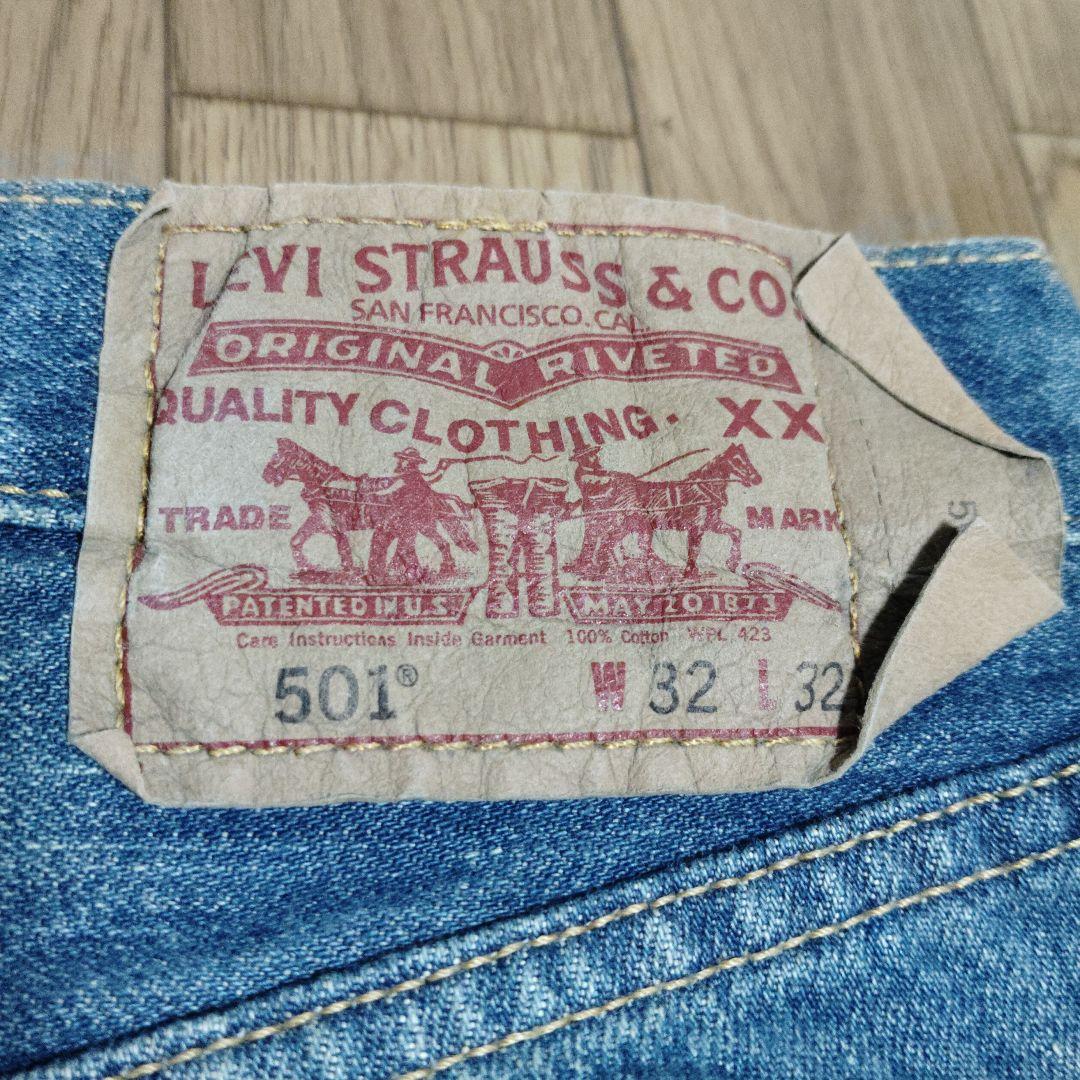 LEVI STRAUSS & CO.
SAN FRANCISCO. CAL.
ORIGINAL RIVETED
QUALITY CLOTHING. XX
TRADE MARK
PATENTED IN U.S. MAY 20 1873
Care Instructions Inside Garment 100% Cotton WPL 423
501® W 32 L 32
5